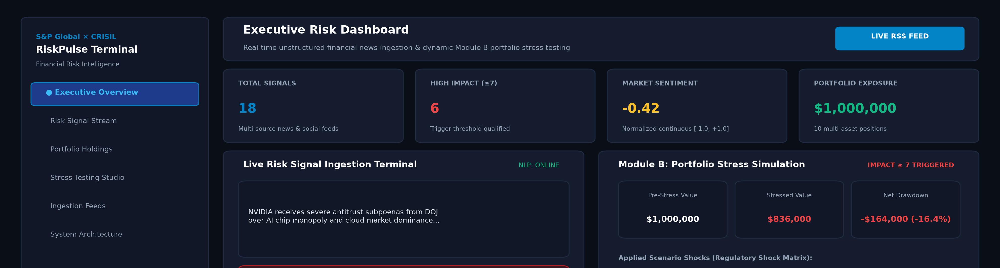 S&P Global × CRISIL
RiskPulse Terminal
Financial Risk Intelligence
● Executive Overview
Risk Signal Stream
Portfolio Holdings
Stress Testing Studio
Ingestion Feeds
System Architecture
Executive Risk Dashboard
Real-time unstructured financial news ingestion & dynamic Module B portfolio stress testing
LIVE RSS FEED
TOTAL SIGNALS
18
Multi-source news & social feeds
HIGH IMPACT (≥7)
6
Trigger threshold qualified
MARKET SENTIMENT
-0.42
Normalized continuous [-1.0, +1.0]
PORTFOLIO EXPOSURE
$1,000,000
10 multi-asset positions
Live Risk Signal Ingestion Terminal
NLP: ONLINE
NVIDIA receives severe antitrust subpoenas from DOJ
over AI chip monopoly and cloud market dominance...
Module B: Portfolio Stress Simulation
IMPACT ≥ 7 TRIGGERED
Pre-Stress Value
$1,000,000
Stressed Value
$836,000
Net Drawdown
-$164,000 (-16.4%)
Applied Scenario Shocks (Regulatory Shock Matrix):